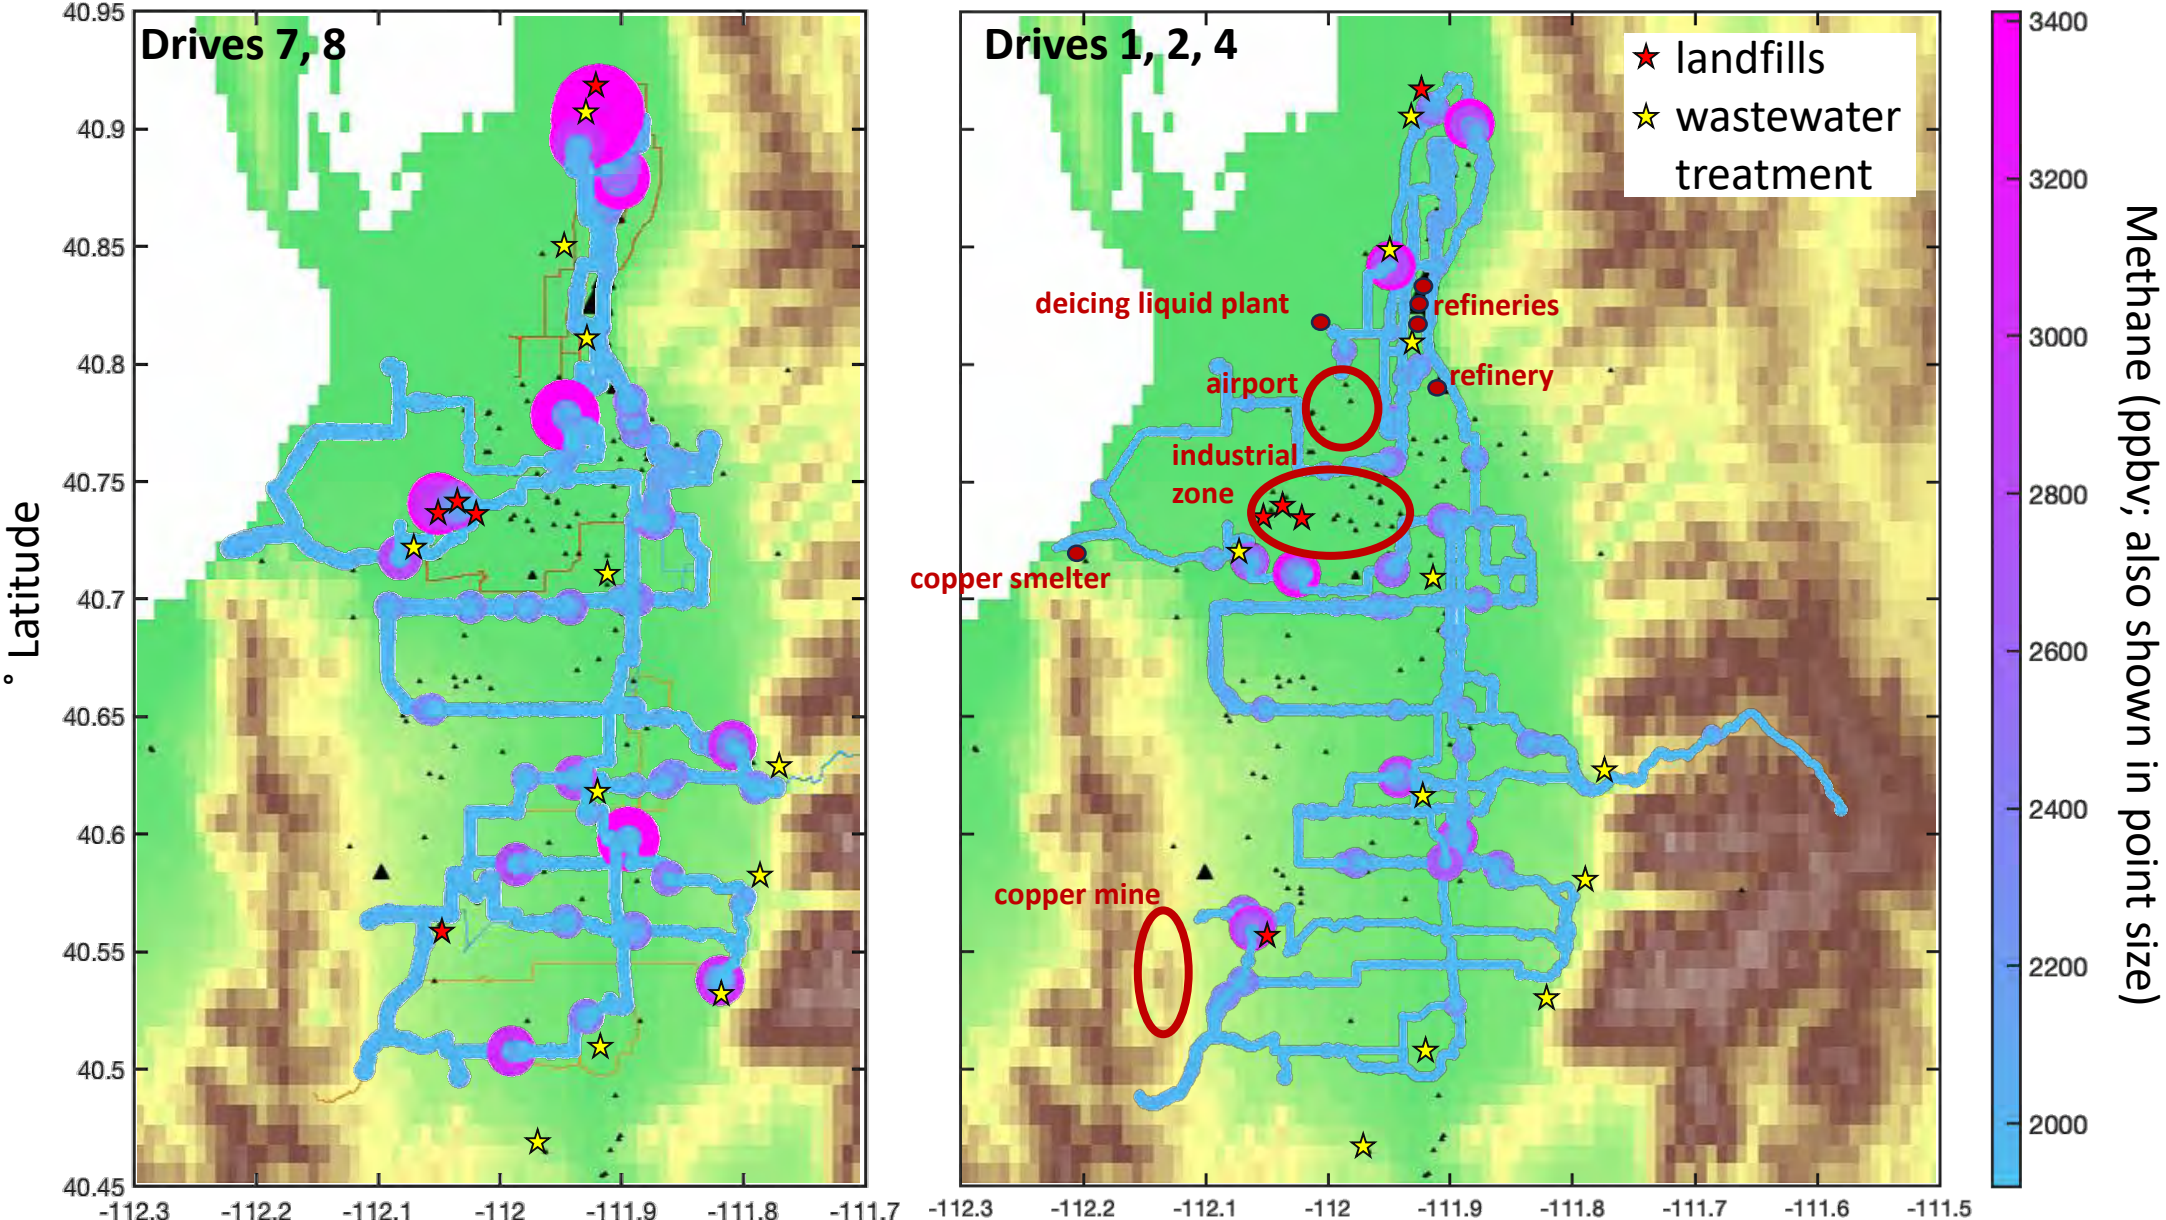 Drives 7, 8
Drives 1, 2, 4
landfills
wastewater
treatment
deicing liquid plant
refineries
airport
refinery
industrial
zone
copper smelter
copper mine
° Latitude
40.95
40.9
40.85
40.8
40.75
40.7
40.65
40.6
40.55
40.5
40.45
-112.3
-112.2
-112.1
-112
-111.9
-111.8
-111.7
-112.3
-112.2
-112.1
-112
-111.9
-111.8
-111.7
-111.6
-111.5
3400
3200
3000
2800
2600
2400
2200
2000
Methane (ppbv; also shown in point size)